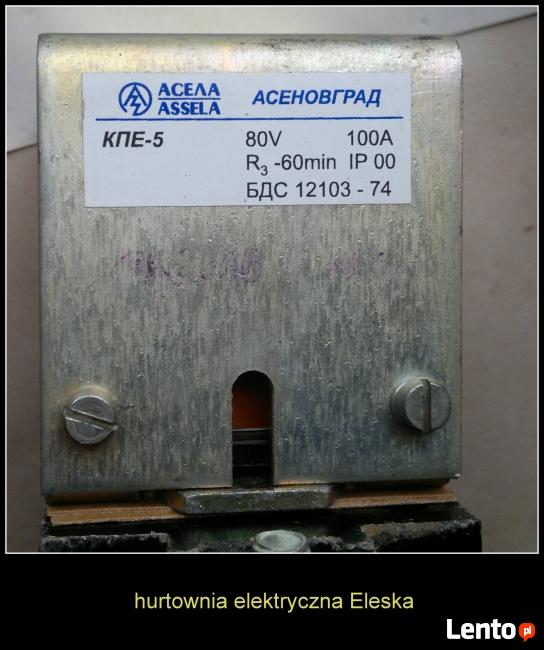 АСЕЛА
ASSELA
АСЕНОВГРАД
КПЕ-5
80V 100A
R3 -60min IP 00
БДС 12103 - 74
hurtownia elektryczna Eleska
Lento pl